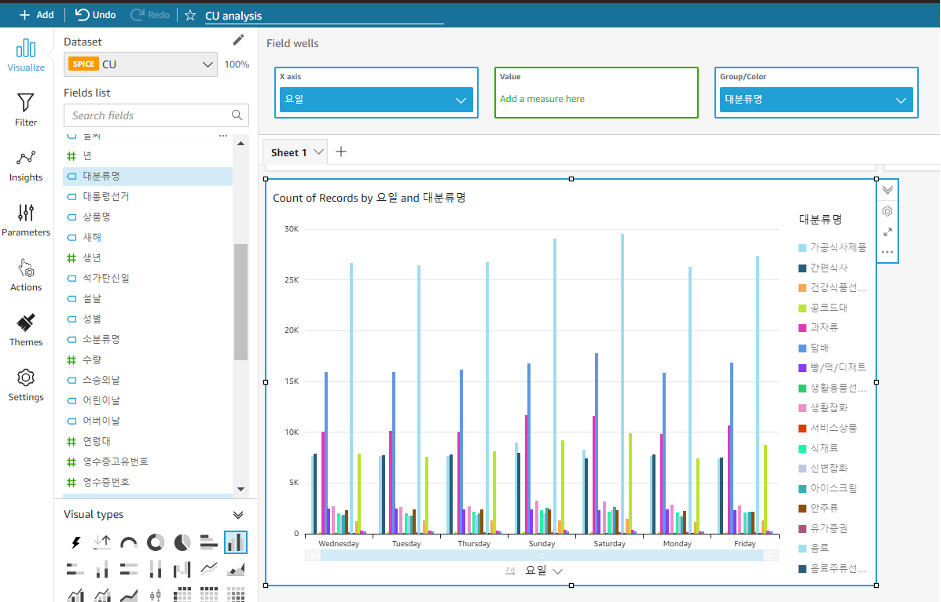 Add
Undo
Redo
CU analysis
Visualize
Filter
Insights
Parameters
Actions
Themes
Settings
Dataset
SPICE CU
100%
Fields list
Search fields
날씨
년
대분류명
대통령선거
상품명
새해
생년
석가탄신일
설날
성별
소분류명
수량
스승의날
어린이날
어버이날
연령대
영수증고유번호
영수증번호
Visual types
Field wells
X axis
요일
Value
Add a measure here
Group/Color
대분류명
Sheet 1
Count of Records by 요일 and 대분류명
30K
25K
20K
15K
10K
5K
0
Wednesday
Tuesday
Thursday
Sunday
Saturday
Monday
Friday
요일
대분류명
가공식사제품
간편식사
건강식품선...
공코드대
과자류
담배
빵/떡/디저트
생활용품선...
생활잡화
서비스상품
식재료
신변잡화
아이스크림
안주류
유가증권
음료
음료주류선...